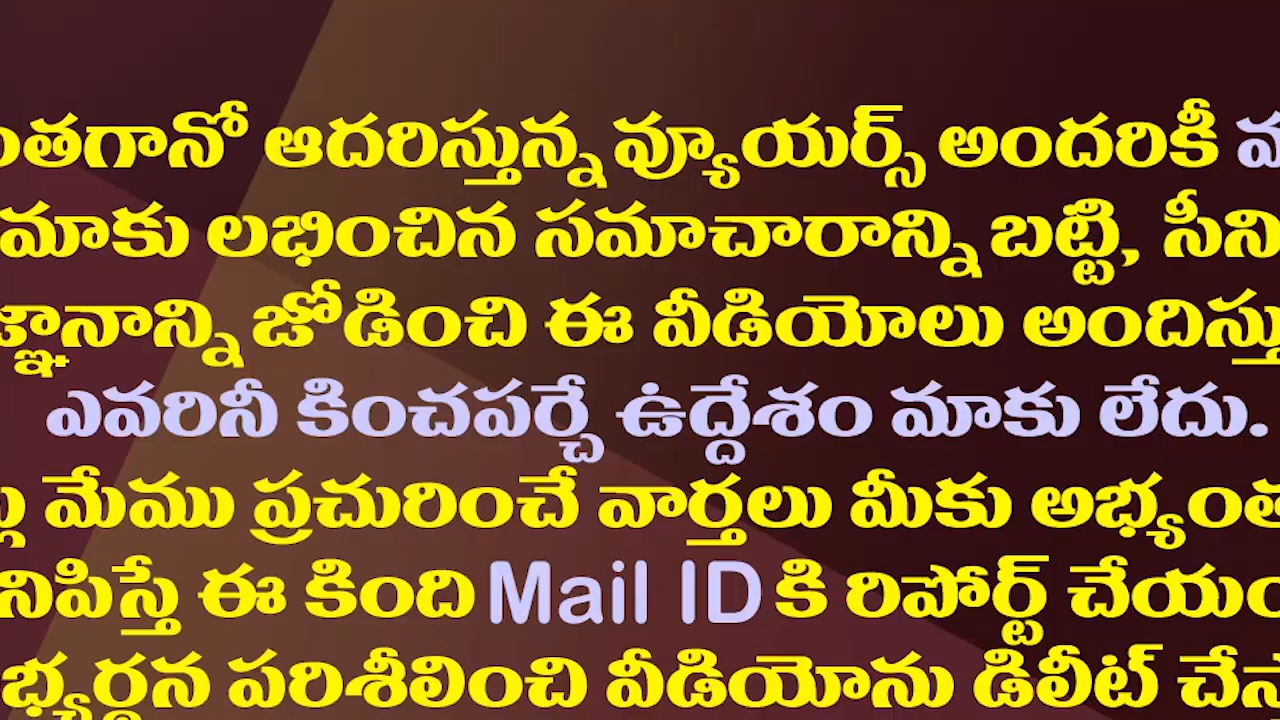 ంతగానో ఆదరిస్తున్న వ్యూయర్స్ అందరికీ
మాకు లభించిన సమాచారాన్ని బట్టి, సీని
జ్ఞానాన్ని జోడించి ఈ వీడియోలు అందిస్తు
ఎవరినీ కించపర్చే ఉద్దేశం మాకు లేదు.
మేము ప్రచురించే వార్తలు మీకు అభ్యంత
నిపిస్తే ఈ కింది Mail ID కి రిపోర్ట్ చేయం
భ్యర్థన పరిశీలించి వీడియోను డిలీట్ చేస